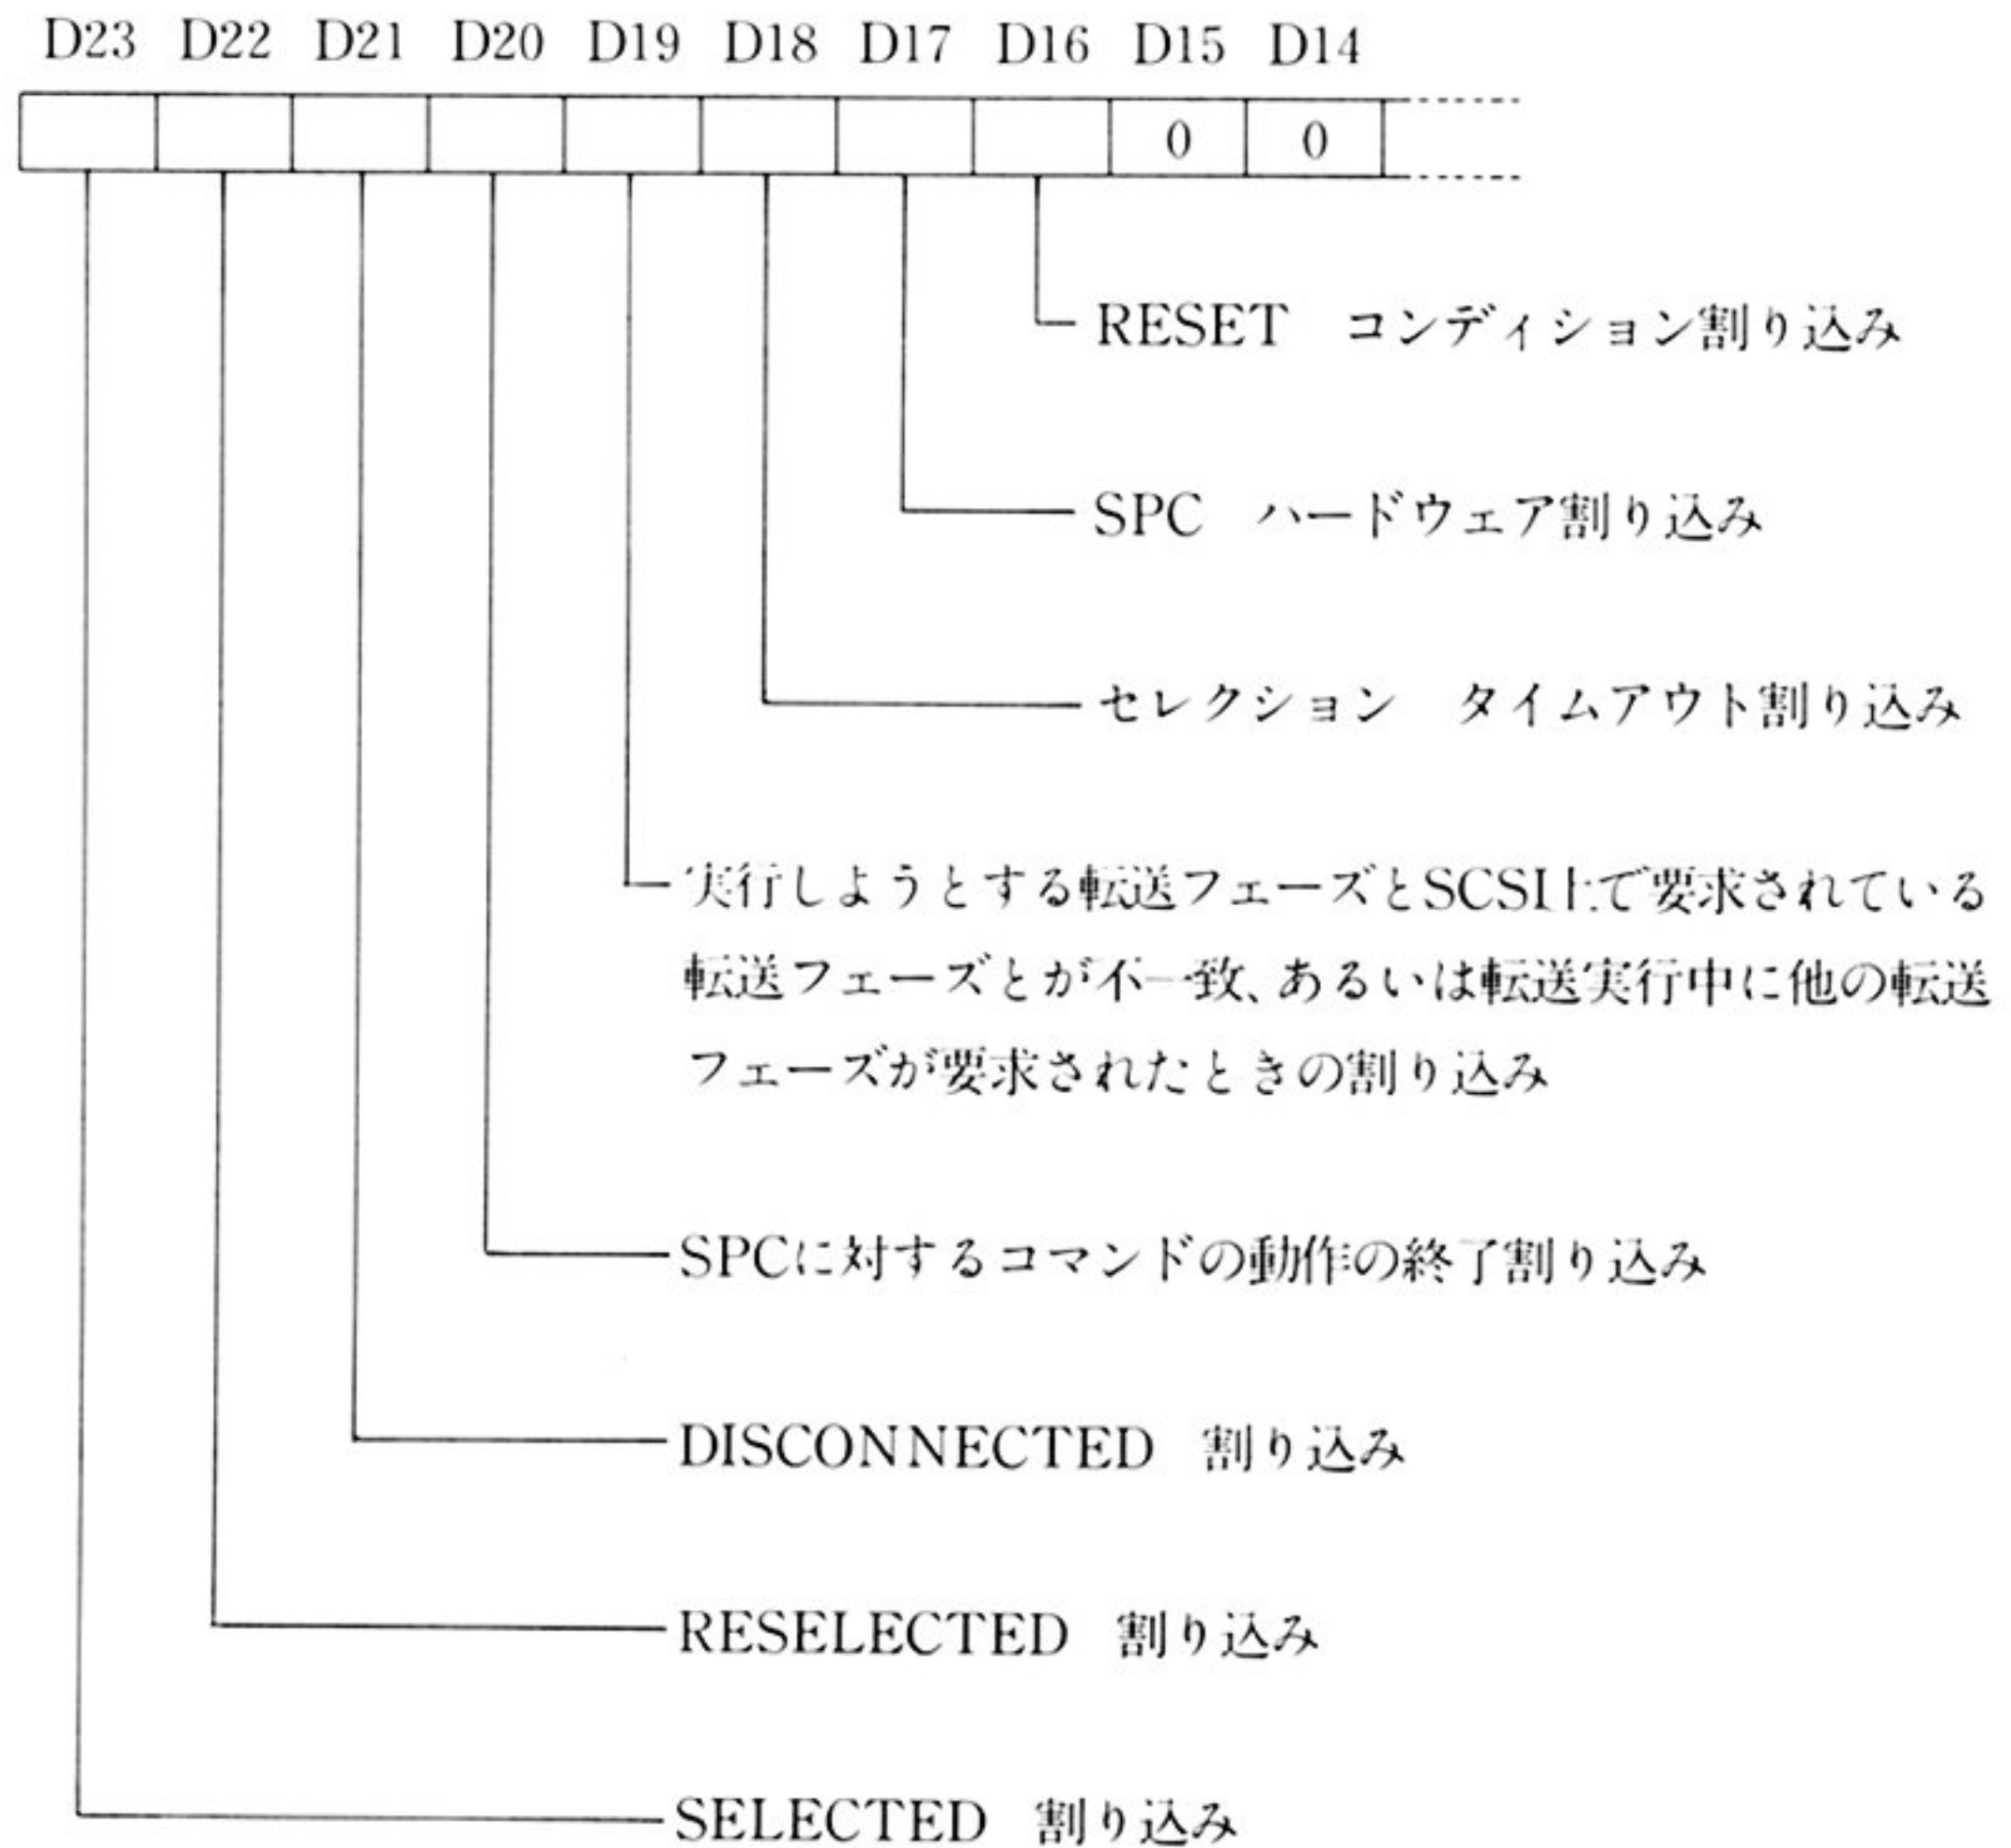 D23 D22 D21 D20 D19 D18 D17 D16 D15 D14
0 0
RESET コンディション割り込み
SPC ハードウェア割り込み
セレクション タイムアウト割り込み
実行しようとする転送フェーズとSCSI上で要求されている
転送フェーズとが不一致、あるいは転送実行中に他の転送
フェーズが要求されたときの割り込み
SPCに対するコマンドの動作の終了割り込み
DISCONNECTED 割り込み
RESELECTED 割り込み
SELECTED 割り込み